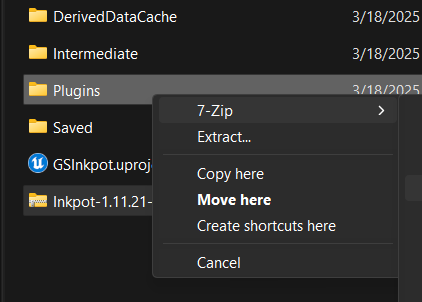 DerivedDataCache 3/18/2025
Intermediate 3/18/2025
Plugins 3/18/2025
7-Zip
Saved
Extract...
GSInkpot.uproj
Copy here
Inkpot-1.11.21-
Move here
Create shortcuts here
Cancel